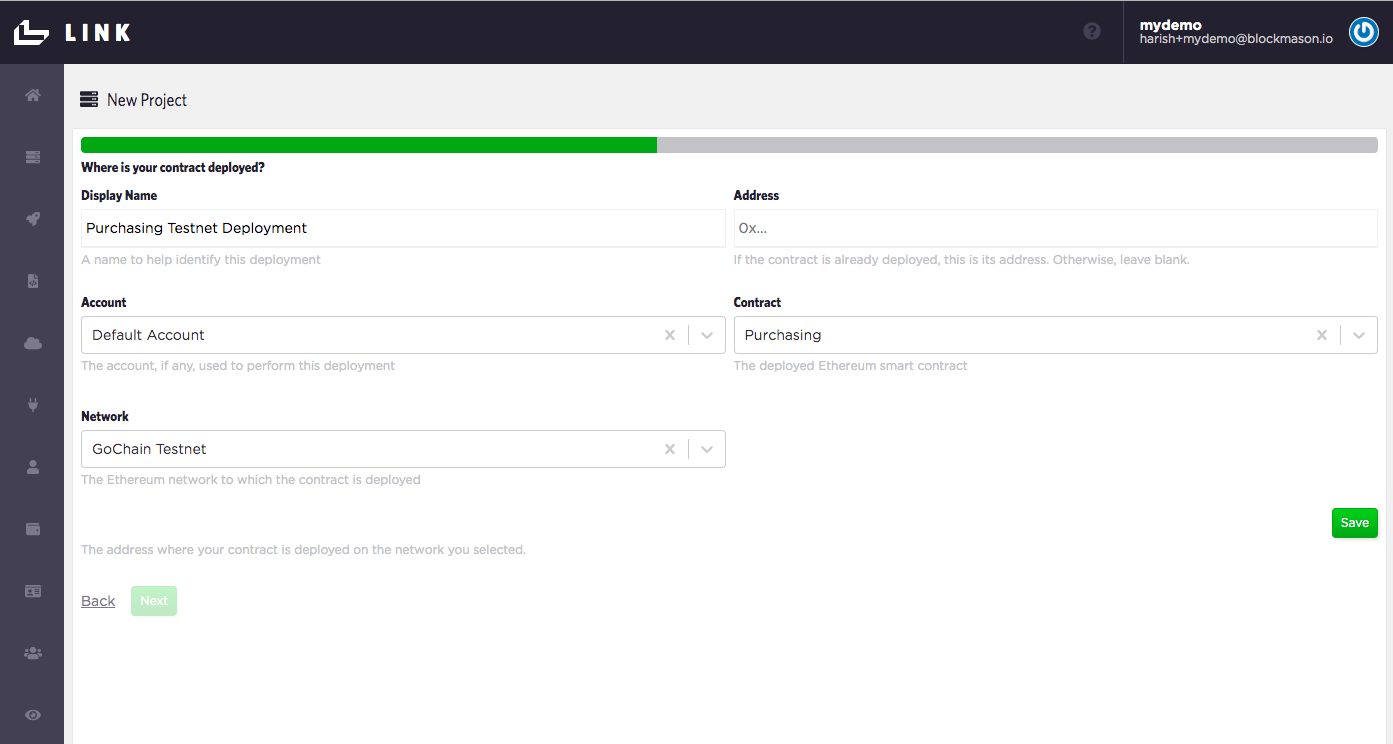 LINK
mydemo
harish+mydemo@blockmason.io
New Project
Where is your contract deployed?
Display Name
Address
Purchasing Testnet Deployment
0x...
A name to help identify this deployment
If the contract is already deployed, this is its address. Otherwise, leave blank.
Account
Contract
Default Account
Purchasing
The account, if any, used to perform this deployment
The deployed Ethereum smart contract
Network
GoChain Testnet
The Ethereum network to which the contract is deployed
Save
The address where your contract is deployed on the network you selected.
Back
Next